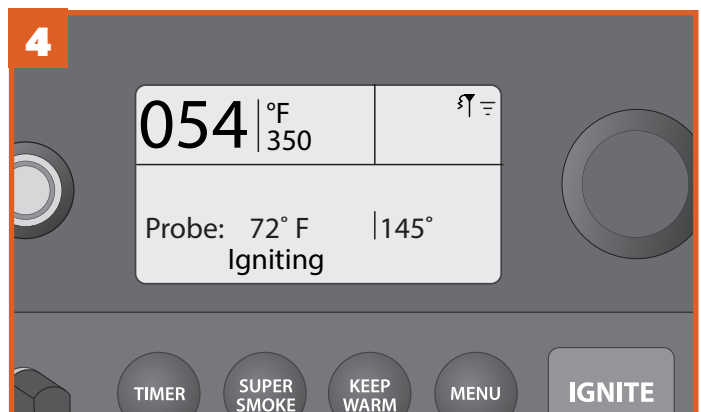 4
054 °F
350
Probe: 72° F 145°
Igniting
TIMER
SUPER
SMOKE
KEEP
WARM
MENU
IGNITE